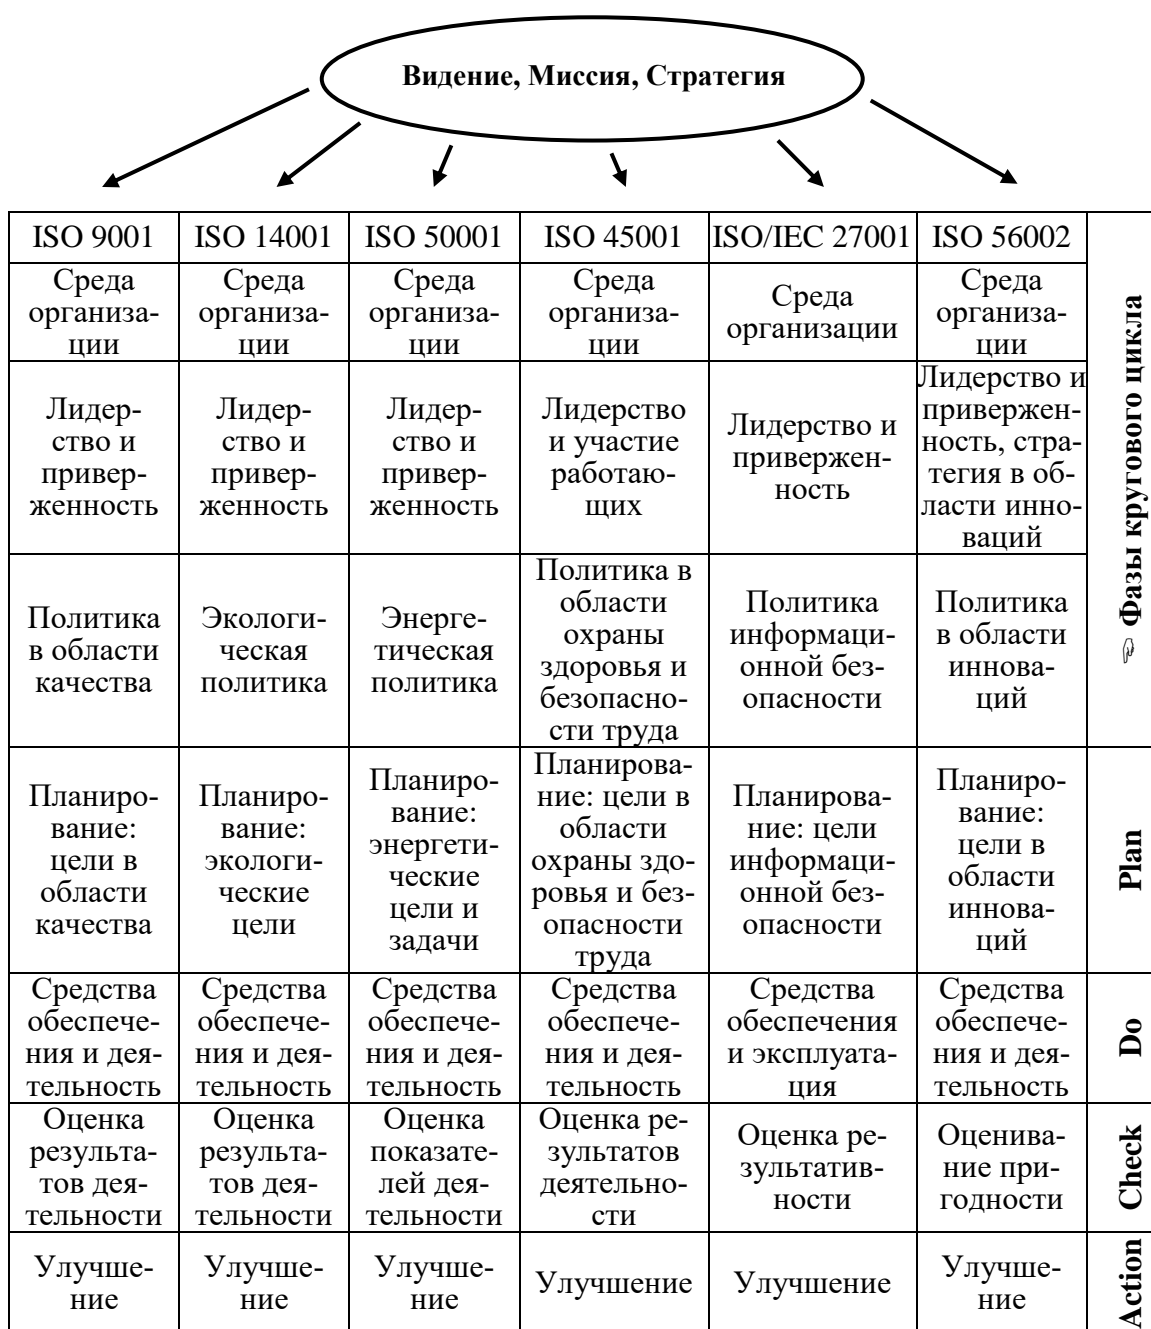 Видение, Миссия, Стратегия
ISO 9001
ISO 14001
ISO 50001
ISO 45001
ISO/IEC 27001
ISO 56002
☞ Фазы кругового цикла
Среда
организа-
ции
Среда
организа-
ции
Среда
организа-
ции
Среда
организа-
ции
Среда
организации
Среда
организа-
ции
Лидер-
ство и
привер-
женность
Лидер-
ство и
привер-
женность
Лидер-
ство и
привер-
женность
Лидерство
и участие
работаю-
щих
Лидерство и
привержен-
ность
Лидерство и
привержен-
ность, стра-
тегия в об-
ласти инно-
ваций
Политика
в области
качества
Экологи-
ческая
политика
Энерге-
тическая
политика
Политика в
области
охраны
здоровья и
безопасно-
сти труда
Политика
информаци-
онной без-
опасности
Политика
в области
иннова-
ций
Планиро-
вание:
цели в
области
качества
Планиро-
вание:
экологи-
ческие
цели
Планиро-
вание:
энергети-
ческие
цели и
задачи
Планирова-
ние: цели в
области
охраны здо-
ровья и без-
опасности
труда
Планирова-
ние: цели
информаци-
онной без-
опасности
Планиро-
вание:
цели в
области
иннова-
ций
Plan
Средства
обеспече-
ния и дея-
тельность
Средства
обеспече-
ния и дея-
тельность
Средства
обеспече-
ния и дея-
тельность
Средства
обеспече-
ния и дея-
тельность
Средства
обеспечения
и эксплуата-
ция
Средства
обеспече-
ния и дея-
тельность
Do
Оценка
результа-
тов дея-
тельности
Оценка
результа-
тов дея-
тельности
Оценка
показате-
лей дея-
тельности
Оценка ре-
зультатов
деятельно-
сти
Оценка ре-
зультатив-
ности
Оценива-
ние при-
годности
Check
Улучше-
ние
Улучше-
ние
Улучше-
ние
Улучшение
Улучшение
Улучше-
ние
Action